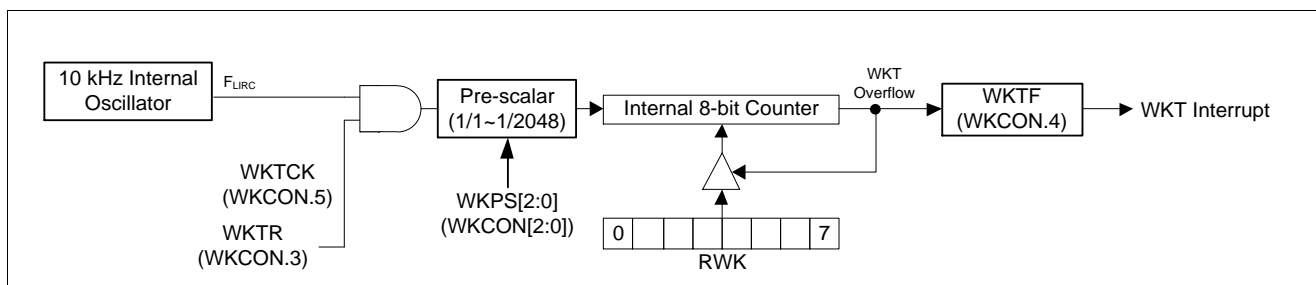 10 kHz Internal
Oscillator
FLIRC
WKTCK
(WKCON.5)
WKTR
(WKCON.3)
Pre-scalar
(1/1~1/2048)
WKPS[2:0]
(WKCON[2:0])
Internal 8-bit Counter
0
7
RWK
WKT
Overflow
WKTF
(WKCON.4)
WKT Interrupt